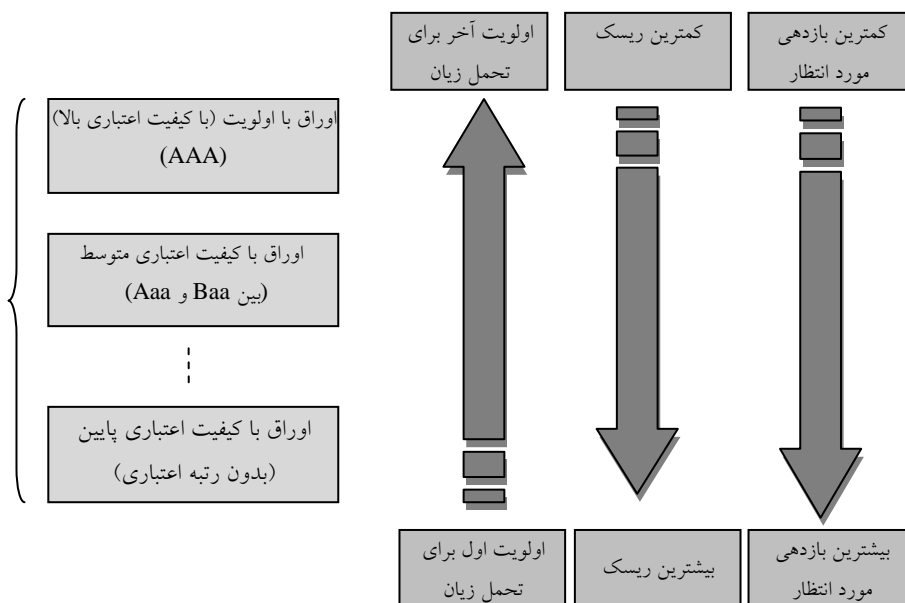 اولویت آخر برای
تحمل زیان
کمترین ریسک
کمترین بازدهی
مورد انتظار
اوراق با اولویت (با کیفیت اعتباری بالا)
(AAA)
اوراق با کیفیت اعتباری متوسط
(بین Baa و Aaa)
اوراق با کیفیت اعتباری پایین
(بدون رتبه اعتباری)
اولویت اول برای
تحمل زیان
بیشترین ریسک
بیشترین بازدهی
مورد انتظار